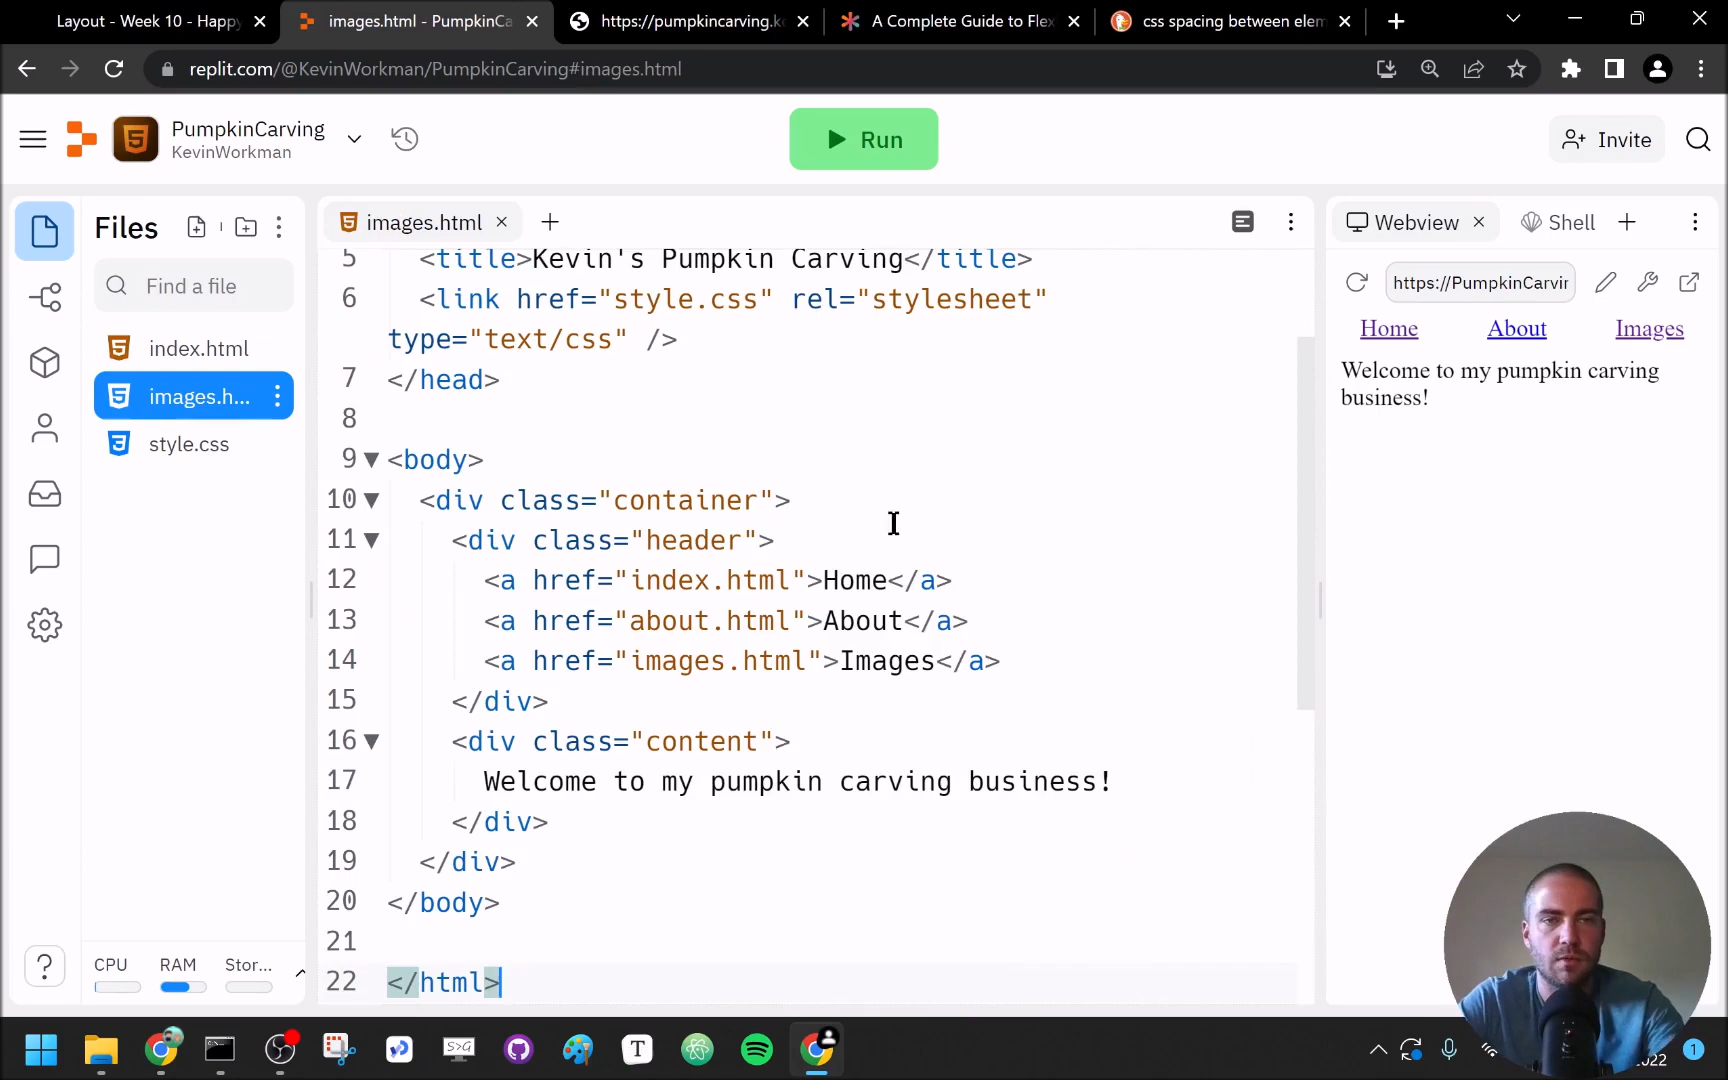 Layout - Week 10 - Happy
images.html - PumpkinCa
https://pumpkincarving.k
A Complete Guide to Flex
css spacing between elem
replit.com/@KevinWorkman/PumpkinCarving#images.html
PumpkinCarving
KevinWorkman
Run
Invite
Files
images.html
Webview
Shell
Find a file
https://PumpkinCarvir
index.html
images.h...
style.css
5 <title>Kevin's Pumpkin Carving</title>
6 <link href="style.css" rel="stylesheet"
type="text/css" />
7 </head>
8
9 <body>
10 <div class="container">
11 <div class="header">
12 <a href="index.html">Home</a>
13 <a href="about.html">About</a>
14 <a href="images.html">Images</a>
15 </div>
16 <div class="content">
17 Welcome to my pumpkin carving business!
18 </div>
19 </div>
20 </body>
21
22 </html>
Home About Images
Welcome to my pumpkin carving
business!
CPU RAM Stor...
S>G
T
2022
1